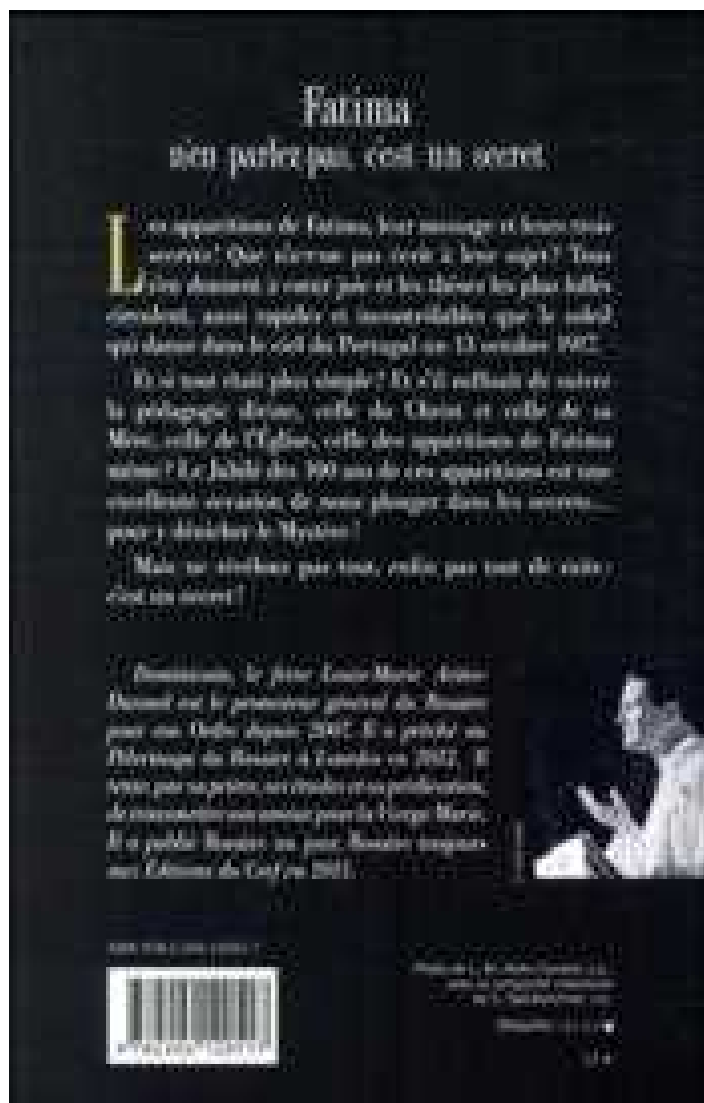 Fatima
n'en parlez pas, c'est un secret
Les apparitions de Fatima, leur message et leurs trois
secrets! Que n'a-t-on pas écrit à leur sujet? Tous
s'en donnent à cœur joie et les thèses les plus folles
circulent, aussi rapides et incontrôlables que le soleil
qui danse dans le ciel du Portugal un 13 octobre 1917.
Et si tout était plus simple? Et s'il suffisait de suivre
la pédagogie divine, celle du Christ et celle de sa
Mère, celle de l'Église, celle des apparitions de Fatima
même? Le Jubilé des 100 ans de ces apparitions est une
excellente occasion de nous plonger dans les secrets...
pour y dénicher le Mystère!
Mais ne révélons pas tout, enfin pas tout de suite:
c'est un secret!
Dominicain, le frère Louis-Marie Ariño-
Durand est le promoteur général du Rosaire
pour son Ordre depuis 2007. Il a prêché au
Pèlerinage du Rosaire à Lourdes en 2012. Il
tente, par sa prière, ses études et sa prédication,
de transmettre son amour pour la Vierge Marie.
Il a publié Rosaire un jour, Rosaire toujours
aux Éditions du Cerf en 2011.